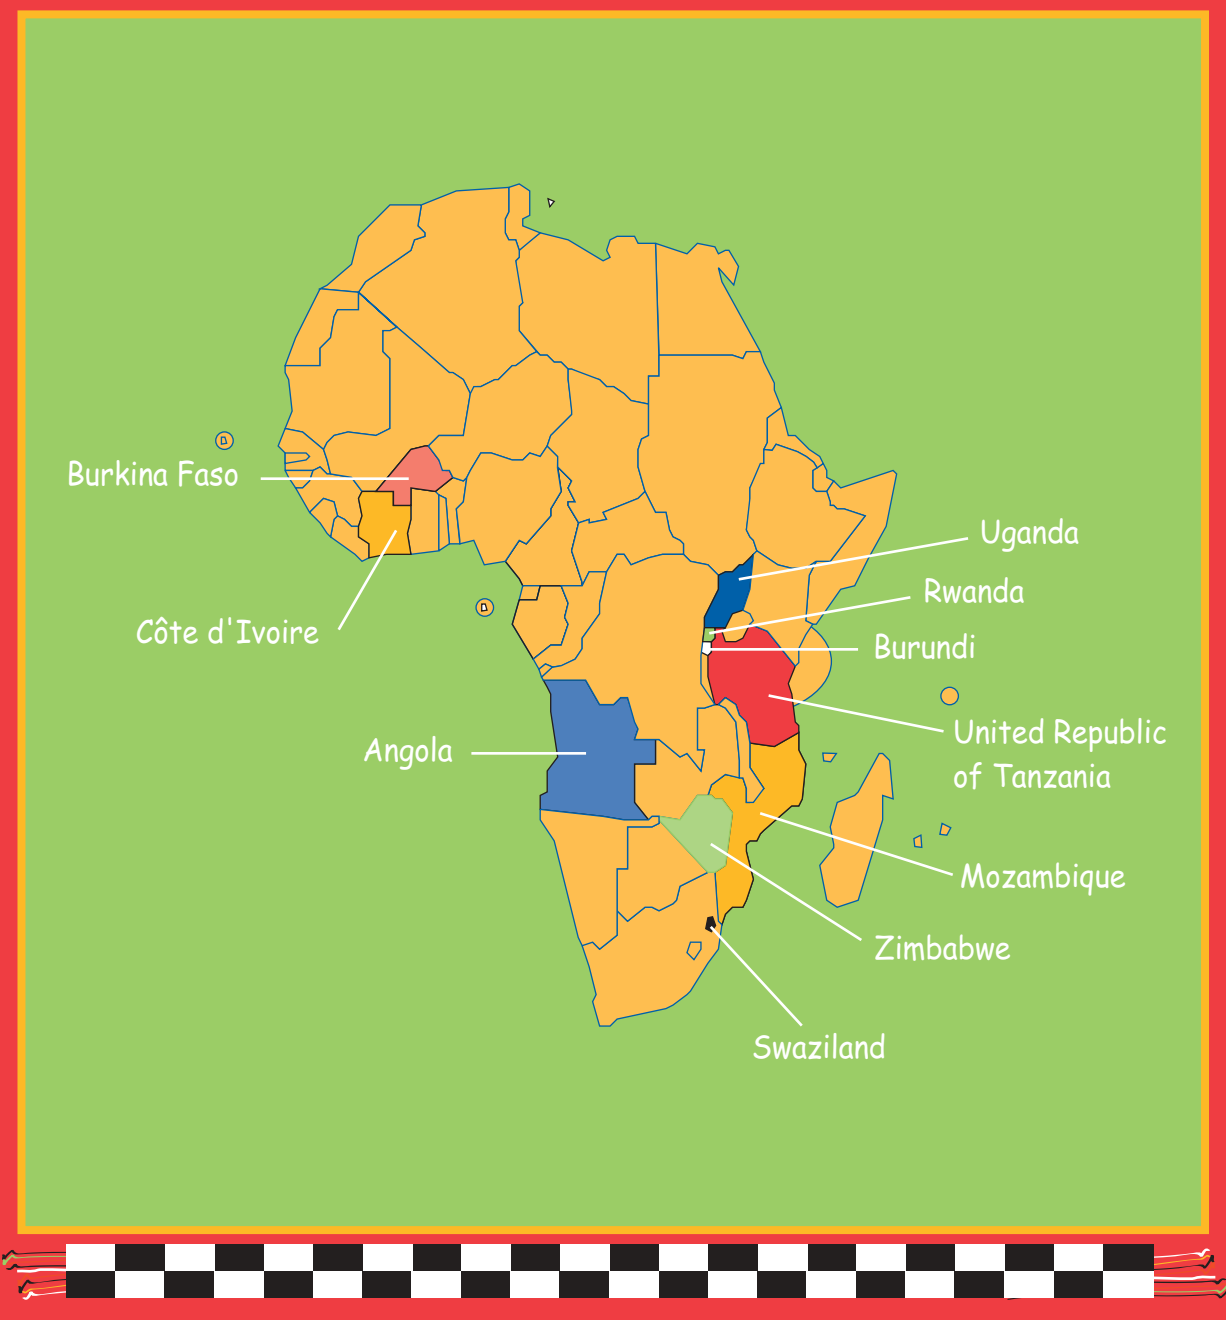 Burkina Faso
Uganda
Rwanda
Côte d'Ivoire
Burundi
United Republic
of Tanzania
Angola
Mozambique
Zimbabwe
Swaziland